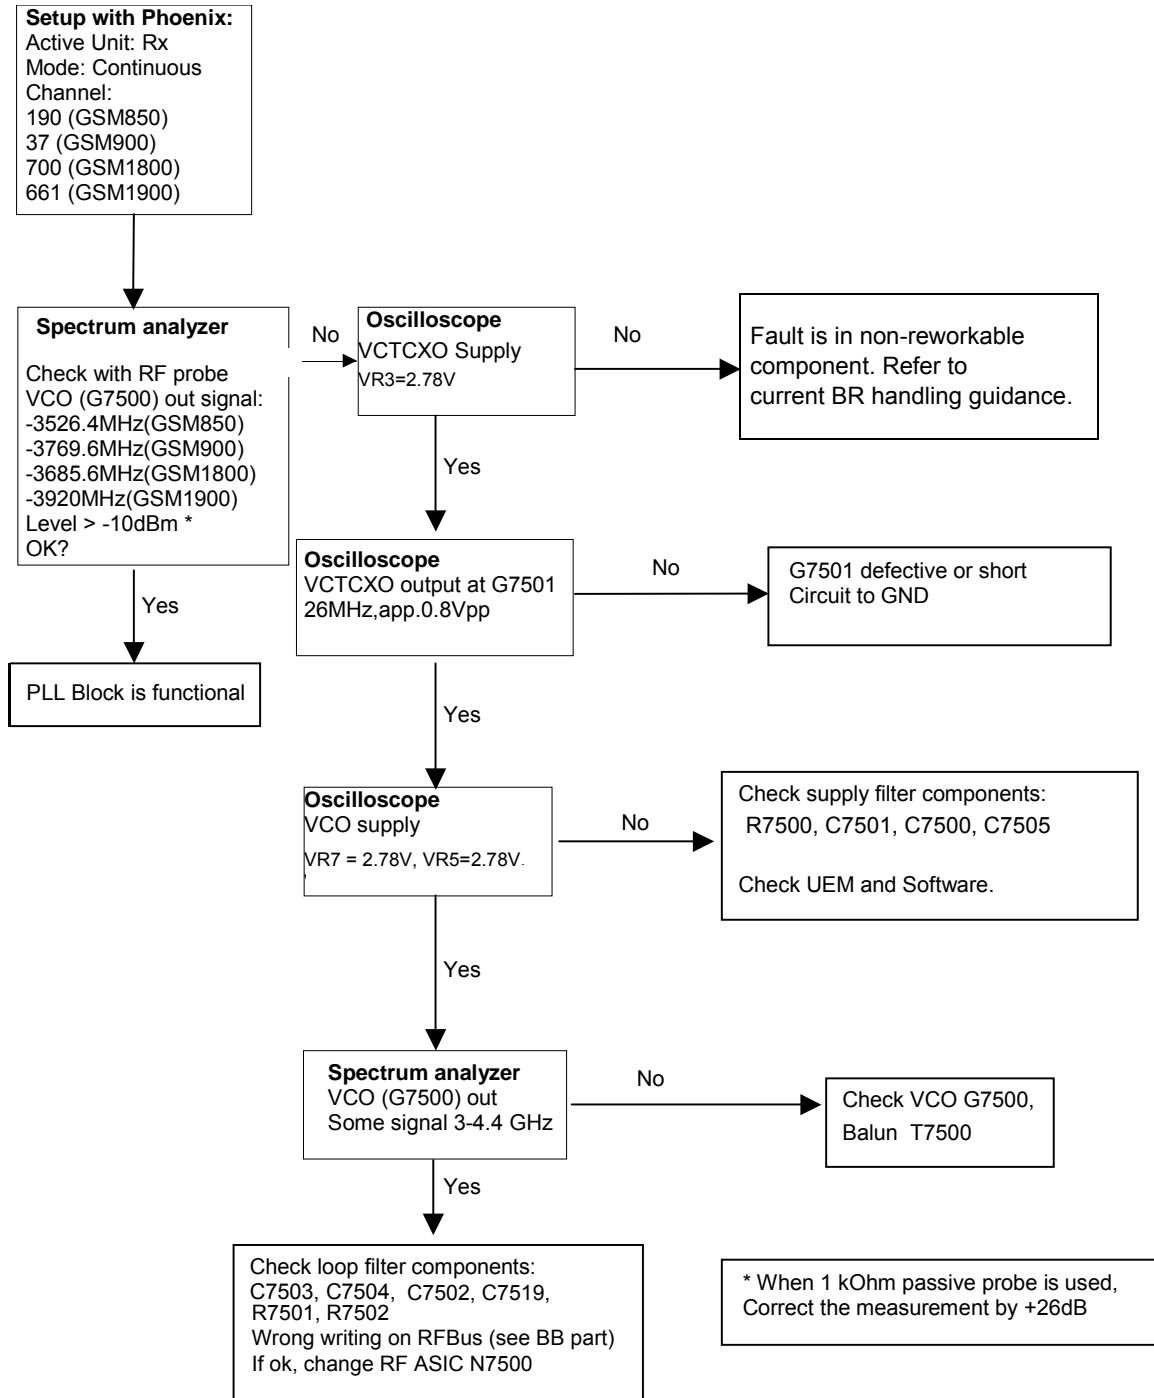 Setup with Phoenix:
Active Unit: Rx
Mode: Continuous
Channel:
190 (GSM850)
37 (GSM900)
700 (GSM1800)
661 (GSM1900)
Spectrum analyzer
Check with RF probe
VCO (G7500) out signal:
-3526.4MHz(GSM850)
-3769.6MHz(GSM900)
-3685.6MHz(GSM1800)
-3920MHz(GSM1900)
Level > -10dBm *
OK?
No
Oscilloscope
VCTCXO Supply
VR3=2.78V
No
Fault is in non-reworkable
component. Refer to
current BR handling guidance.
Yes
Yes
PLL Block is functional
Oscilloscope
VCTCXO output at G7501
26MHz,app.0.8Vpp
No
G7501 defective or short
Circuit to GND
Yes
Oscilloscope
VCO supply
VR7 = 2.78V, VR5=2.78V.
,
No
Check supply filter components:
R7500, C7501, C7500, C7505
Check UEM and Software.
Yes
Spectrum analyzer
VCO (G7500) out
Some signal 3-4.4 GHz
No
Check VCO G7500,
Balun T7500
Yes
Check loop filter components:
C7503, C7504, C7502, C7519,
R7501, R7502
Wrong writing on RFBus (see BB part)
If ok, change RF ASIC N7500
* When 1 kOhm passive probe is used,
Correct the measurement by +26dB